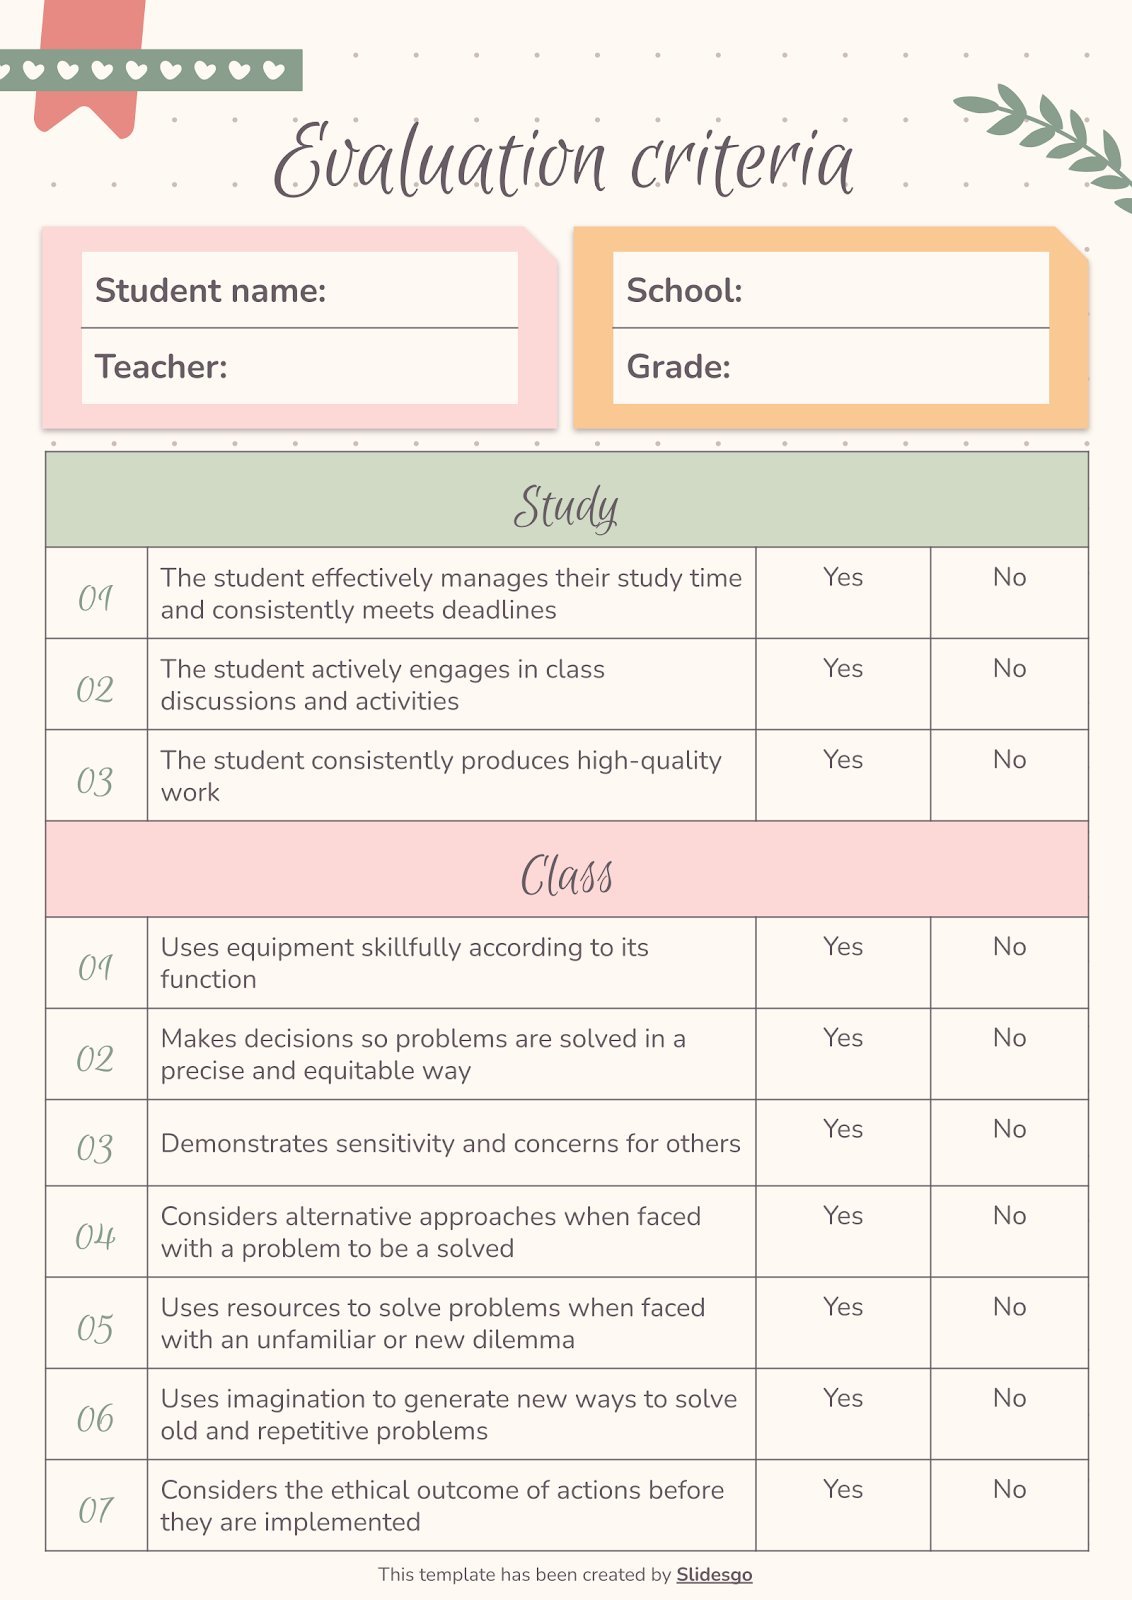 Evaluation criteria
Student name:
School:
Teacher:
Grade:
Study
01
The student effectively manages their study time
and consistently meets deadlines
Yes
No
02
The student actively engages in class
discussions and activities
Yes
No
03
The student consistently produces high-quality
work
Yes
No
Class
01
Uses equipment skillfully according to its
function
Yes
No
02
Makes decisions so problems are solved in a
precise and equitable way
Yes
No
03
Demonstrates sensitivity and concerns for others
Yes
No
04
Considers alternative approaches when faced
with a problem to be a solved
Yes
No
05
Uses resources to solve problems when faced
with an unfamiliar or new dilemma
Yes
No
06
Uses imagination to generate new ways to solve
old and repetitive problems
Yes
No
07
Considers the ethical outcome of actions before
they are implemented
Yes
No
This template has been created by Slidesgo